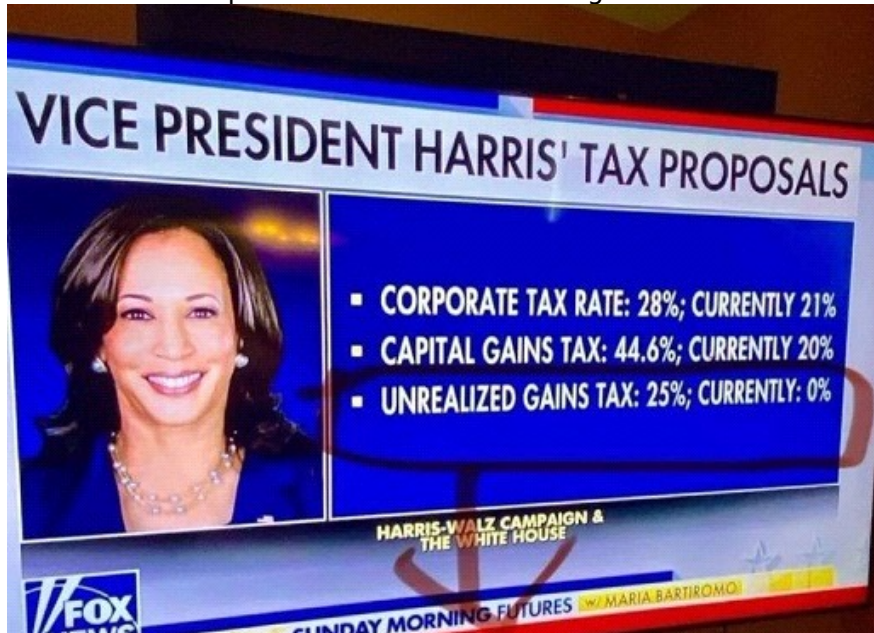 VICE PRESIDENT HARRIS' TAX PROPOSALS
▪ CORPORATE TAX RATE: 28%; CURRENTLY 21%
▪ CAPITAL GAINS TAX: 44.6%; CURRENTLY 20%
▪ UNREALIZED GAINS TAX: 25%; CURRENTLY: 0%
HARRIS-WALZ CAMPAIGN &
THE WHITE HOUSE
FOX
NEWS
SUNDAY MORNING FUTURES W/ MARIA BARTIROMO